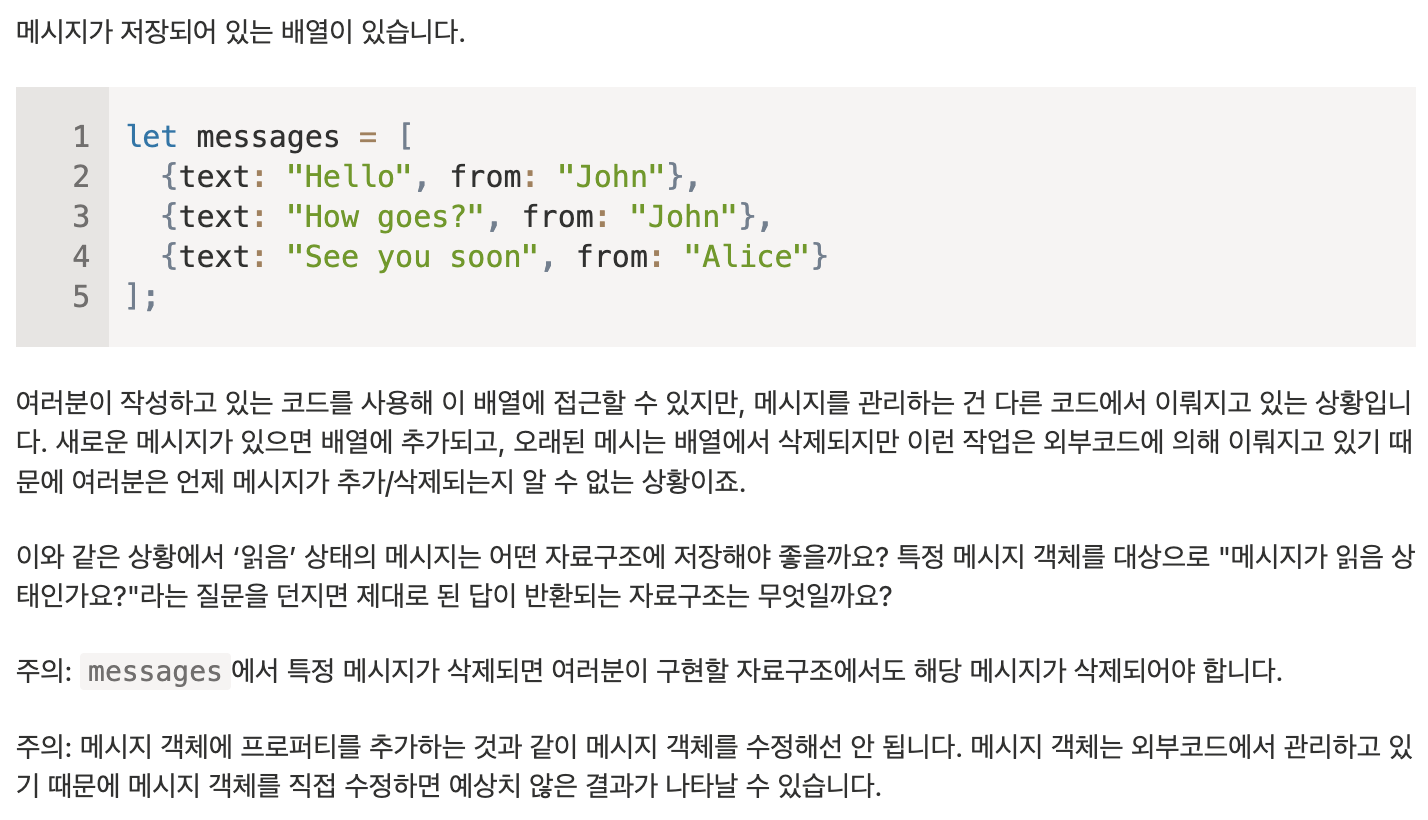 메시지가 저장되어 있는 배열이 있습니다.
1 let messages = [
2   {text: "Hello", from: "John"},
3   {text: "How goes?", from: "John"},
4   {text: "See you soon", from: "Alice"}
5 ];
여러분이 작성하고 있는 코드를 사용해 이 배열에 접근할 수 있지만, 메시지를 관리하는 건 다른 코드에서 이뤄지고 있는 상황입니
다. 새로운 메시지가 있으면 배열에 추가되고, 오래된 메시는 배열에서 삭제되지만 이런 작업은 외부코드에 의해 이뤄지고 있기 때
문에 여러분은 언제 메시지가 추가/삭제되는지 알 수 없는 상황이죠.
이와 같은 상황에서 ‘읽음’ 상태의 메시지는 어떤 자료구조에 저장해야 좋을까요? 특정 메시지 객체를 대상으로 "메시지가 읽음 상
태인가요?"라는 질문을 던지면 제대로 된 답이 반환되는 자료구조는 무엇일까요?
주의: messages에서 특정 메시지가 삭제되면 여러분이 구현할 자료구조에서도 해당 메시지가 삭제되어야 합니다.
주의: 메시지 객체에 프로퍼티를 추가하는 것과 같이 메시지 객체를 수정해선 안 됩니다. 메시지 객체는 외부코드에서 관리하고 있
기 때문에 메시지 객체를 직접 수정하면 예상치 않은 결과가 나타날 수 있습니다.